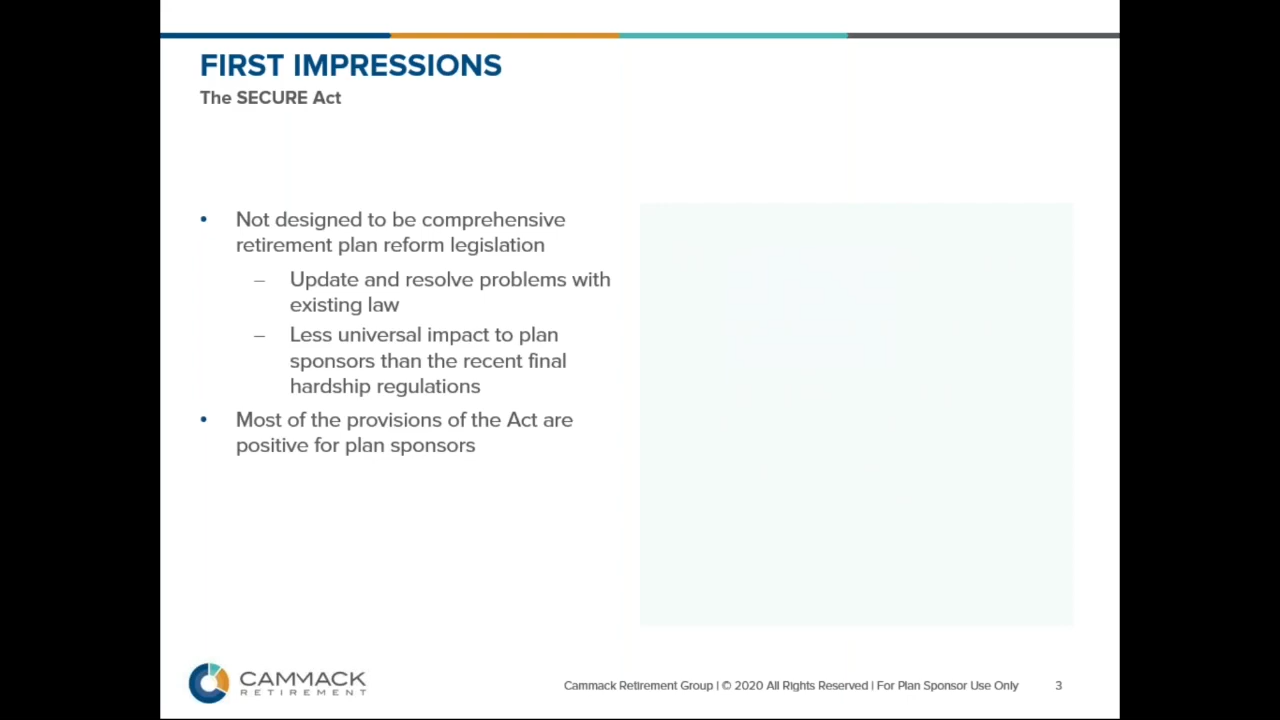 FIRST IMPRESSIONS
The SECURE Act
• Not designed to be comprehensive
retirement plan reform legislation
– Update and resolve problems with
existing law
– Less universal impact to plan
sponsors than the recent final
hardship regulations
• Most of the provisions of the Act are
positive for plan sponsors
CAMMACK
RETIREMENT
Cammack Retirement Group | © 2020 All Rights Reserved | For Plan Sponsor Use Only 3